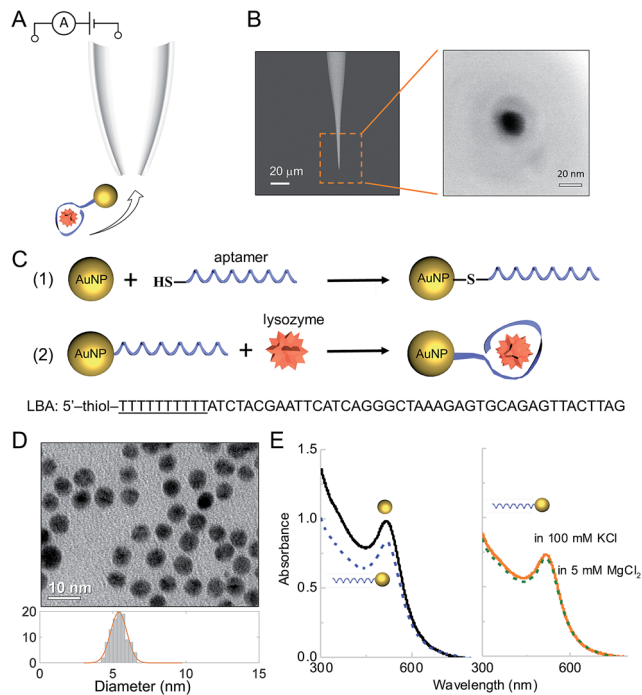 A
A
B
20 μm
20 nm
C
(1)
AuNP
+
HS
aptamer
AuNP
S
(2)
AuNP
+
lysozyme
AuNP
LBA: 5'–thiol–TTTTTTTTTTATCTACGAATTCATCAGGGCTAAAGAGTGCAGAGTTACTTAG
D
10 nm
20
10
0
0
5
10
15
Diameter (nm)
E
Absorbance
1.5
1.0
0.5
0.0
in 100 mM KCl
in 5 mM MgCl2
300
600
300
600
Wavelength (nm)